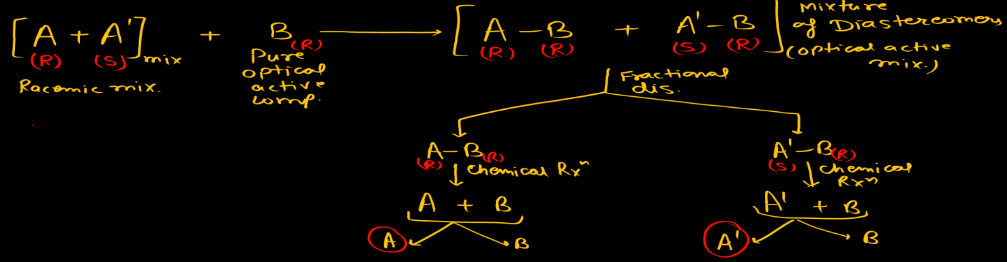 [A + A']mix + B(R) → [A - B + A' - B] Mixture
(R) (S) (R) (R) (S) (R) of Diastereomers
Racemic mix. Pure (optical active
optical mix.)
active
comp.
Fractional
dis.
A-B(R) A'-B(R)
(R) (S)
↓ Chemical Rxⁿ ↓ Chemical
Rxⁿ
A + B A' + B
A B A' B